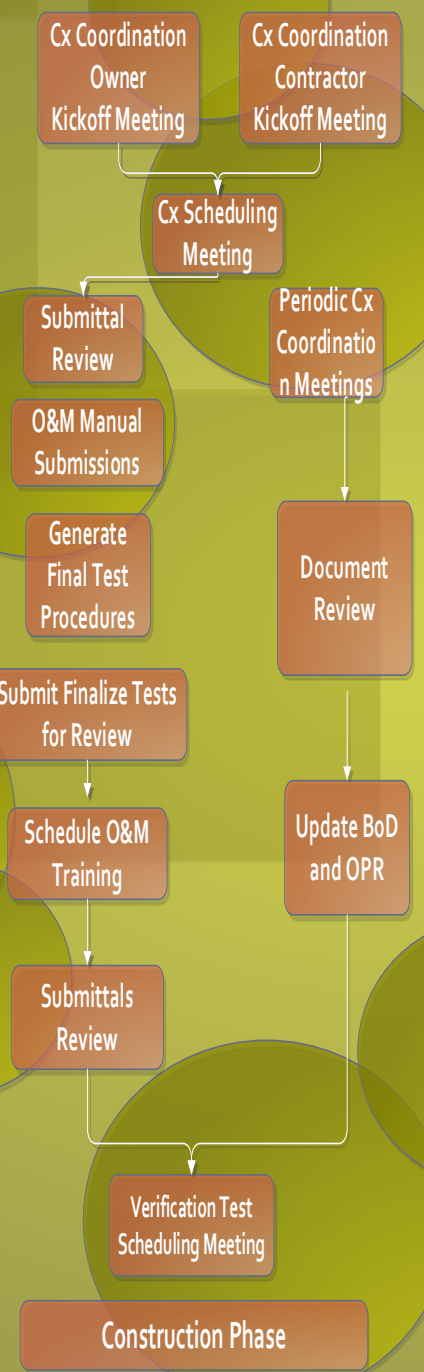 Cx Coordination
Owner
Kickoff Meeting
Cx Coordination
Contractor
Kickoff Meeting
Cx Scheduling
Meeting
Submittal
Review
Periodic Cx
Coordinatio
n Meetings
O&M Manual
Submissions
Generate
Final Test
Procedures
Document
Review
Submit Finalize Tests
for Review
Schedule O&M
Training
Update BoD
and OPR
Submittals
Review
Verification Test
Scheduling Meeting
Construction Phase